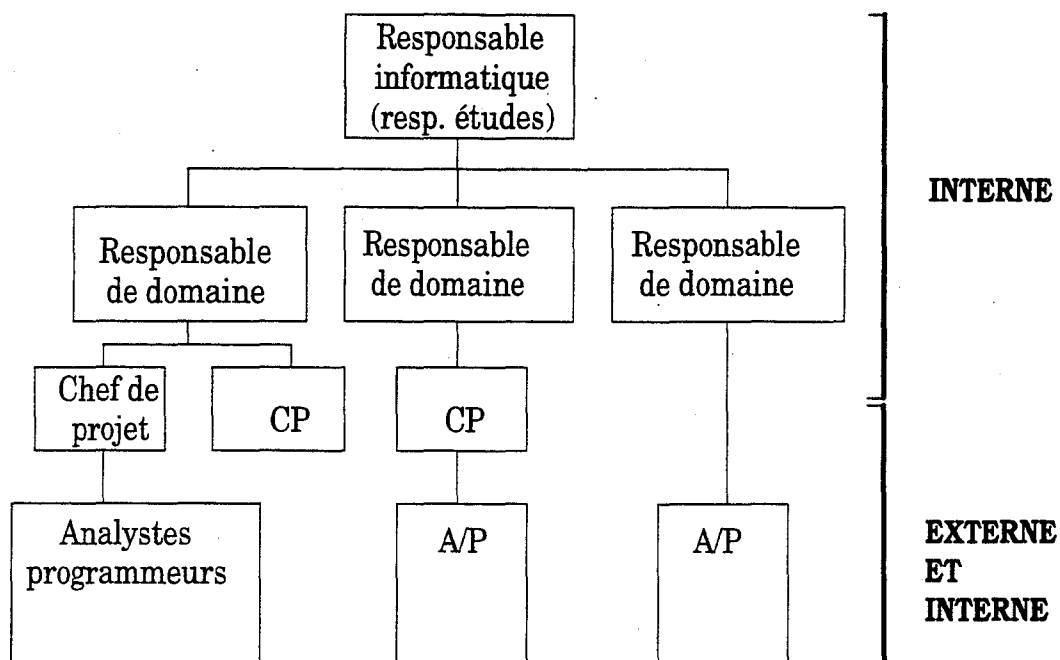 Responsable
informatique
(resp. études)
INTERNE
Responsable
de domaine
Responsable
de domaine
Responsable
de domaine
Chef de
projet
CP
CP
Analystes
programmeurs
A/P
A/P
EXTERNE
ET
INTERNE